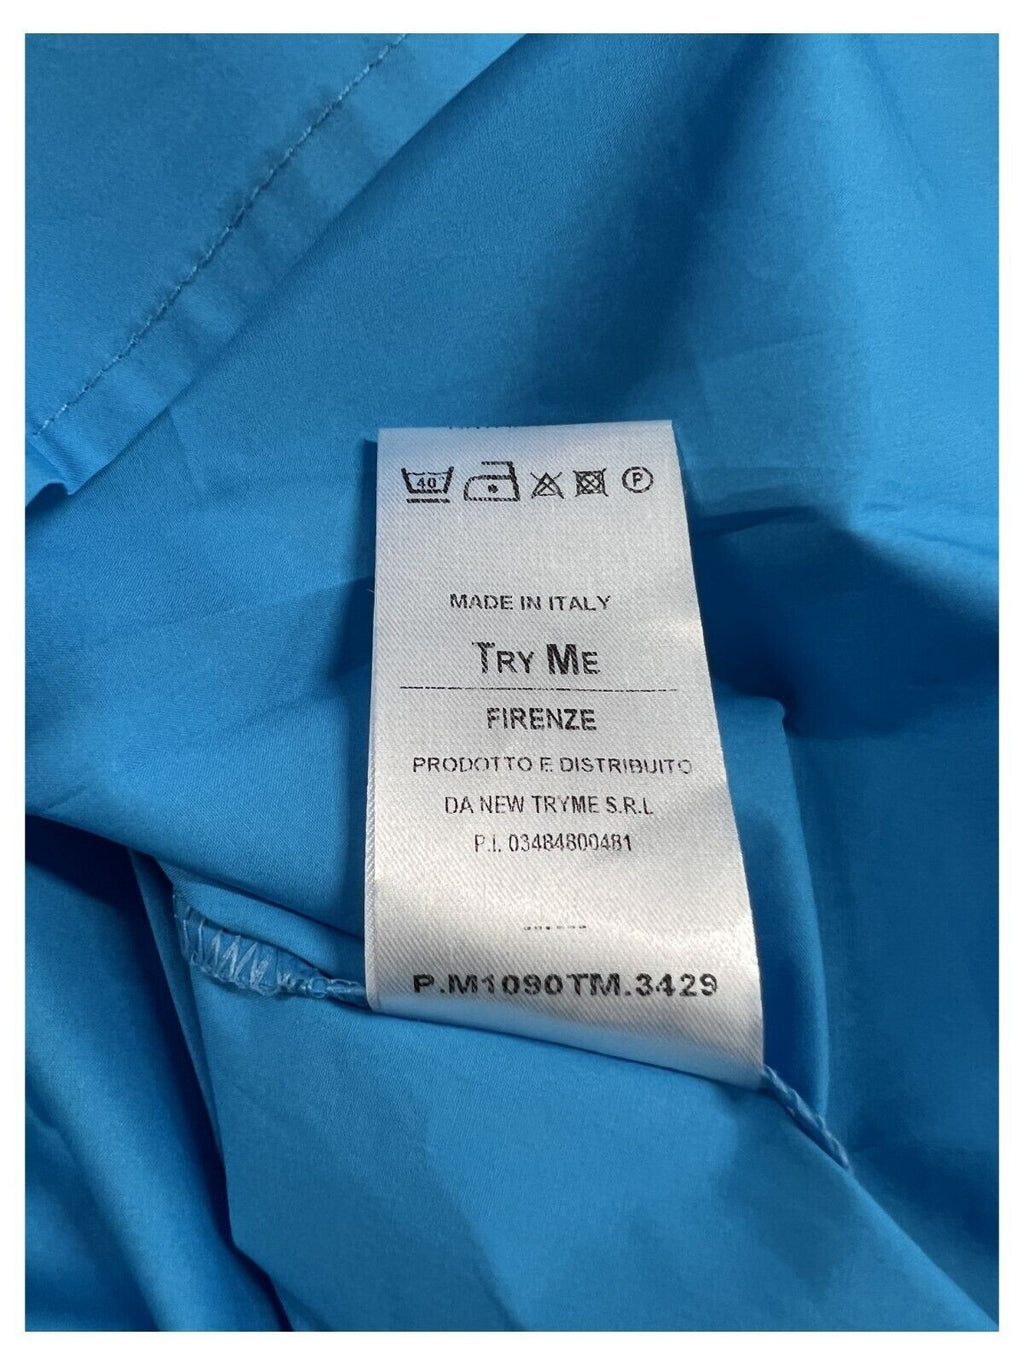 40 P
MADE IN ITALY
TRY ME
FIRENZE
PRODOTTO E DISTRIBUITO
DA NEW TRYME S.R.L
P.I. 03484800481
P.M1090TM.3429